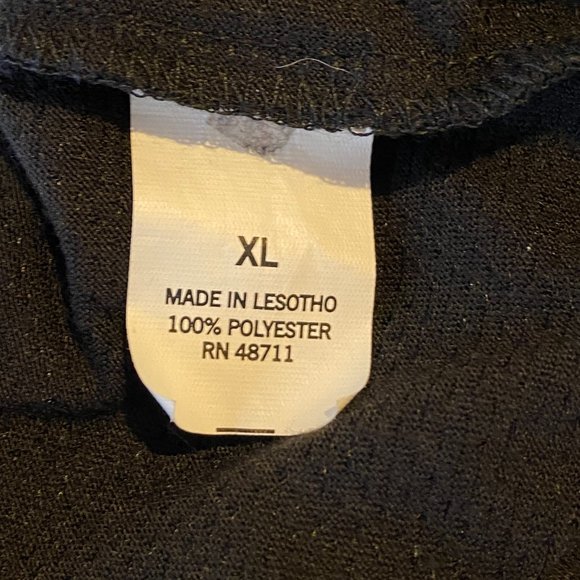 XL
MADE IN LESOTHO
100% POLYESTER
RN 48711